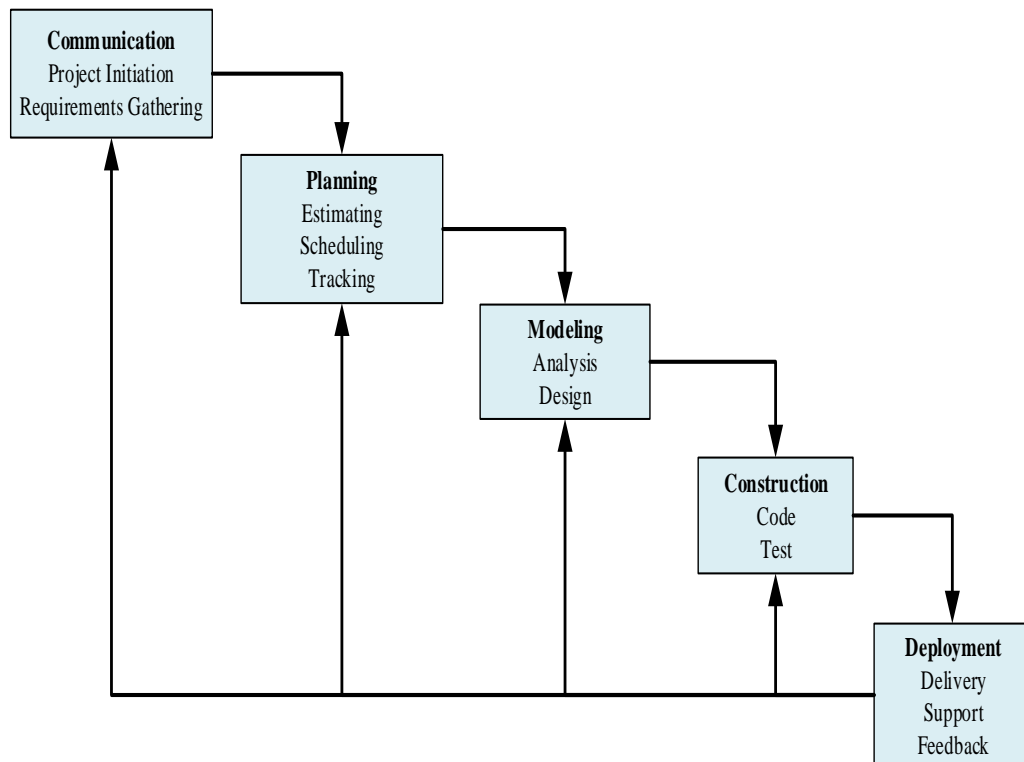 Communication
Project Initiation
Requirements Gathering
Planning
Estimating
Scheduling
Tracking
Modeling
Analysis
Design
Construction
Code
Test
Deployment
Delivery
Support
Feedback